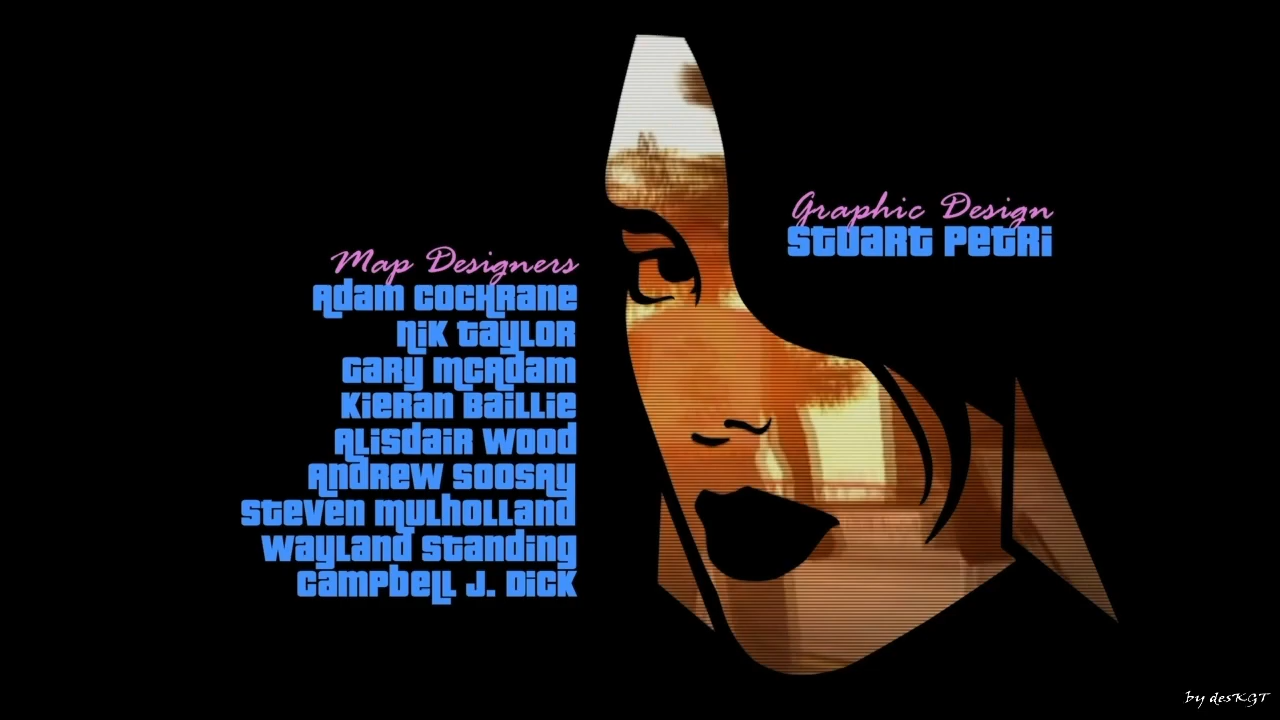 Map Designers
Adam Cochrane
Nik Taylor
Gary McAdam
Kieran Baillie
Alisdair Wood
Andrew Soosay
Steven Mulholland
Wayland Standing
Campbell J. Dick
Graphic Design
Stuart Petri
by desKGT